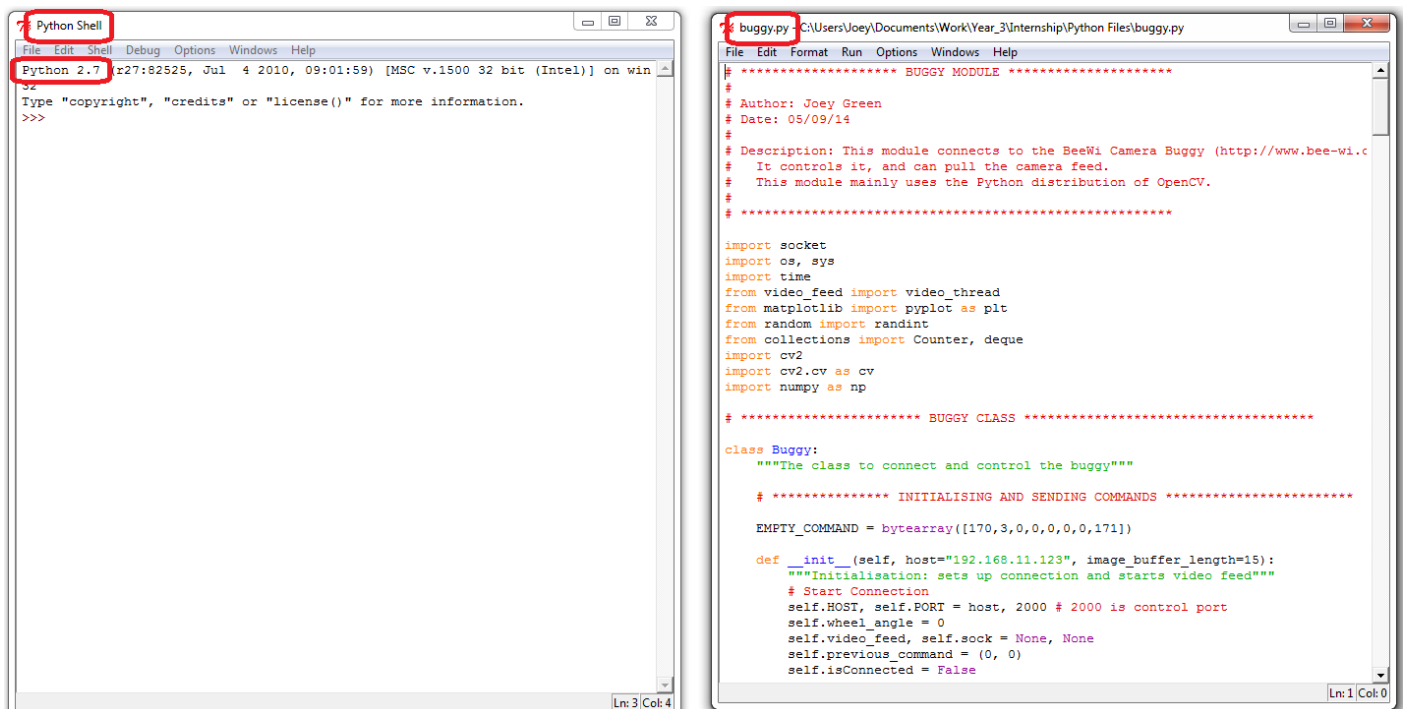 Python Shell
File Edit Shell Debug Options Windows Help
Python 2.7 (r27:82525, Jul  4 2010, 09:01:59) [MSC v.1500 32 bit (Intel)] on win
32
Type "copyright", "credits" or "license()" for more information.
>>>
Ln: 3 Col: 4
buggy.py - C:\Users\Joey\Documents\Work\Year_3\Internship\Python Files\buggy.py
File Edit Format Run Options Windows Help
# ******************** BUGGY MODULE *********************
#
# Author: Joey Green
# Date: 05/09/14
#
# Description: This module connects to the BeeWi Camera Buggy (http://www.bee-wi.c
#   It controls it, and can pull the camera feed.
#   This module mainly uses the Python distribution of OpenCV.
#
# *******************************************************

import socket
import os, sys
import time
from video_feed import video_thread
from matplotlib import pyplot as plt
from random import randint
from collections import Counter, deque
import cv2
import cv2.cv as cv
import numpy as np

# *********************** BUGGY CLASS *************************************

class Buggy:
    """The class to connect and control the buggy"""

    # *************** INITIALISING AND SENDING COMMANDS ************************

    EMPTY_COMMAND = bytearray([170,3,0,0,0,0,0,171])

    def __init__(self, host="192.168.11.123", image_buffer_length=15):
        """Initialisation: sets up connection and starts video feed"""
        # Start Connection
        self.HOST, self.PORT = host, 2000 # 2000 is control port
        self.wheel_angle = 0
        self.video_feed, self.sock = None, None
        self.previous_command = (0, 0)
        self.isConnected = False
Ln: 1 Col: 0